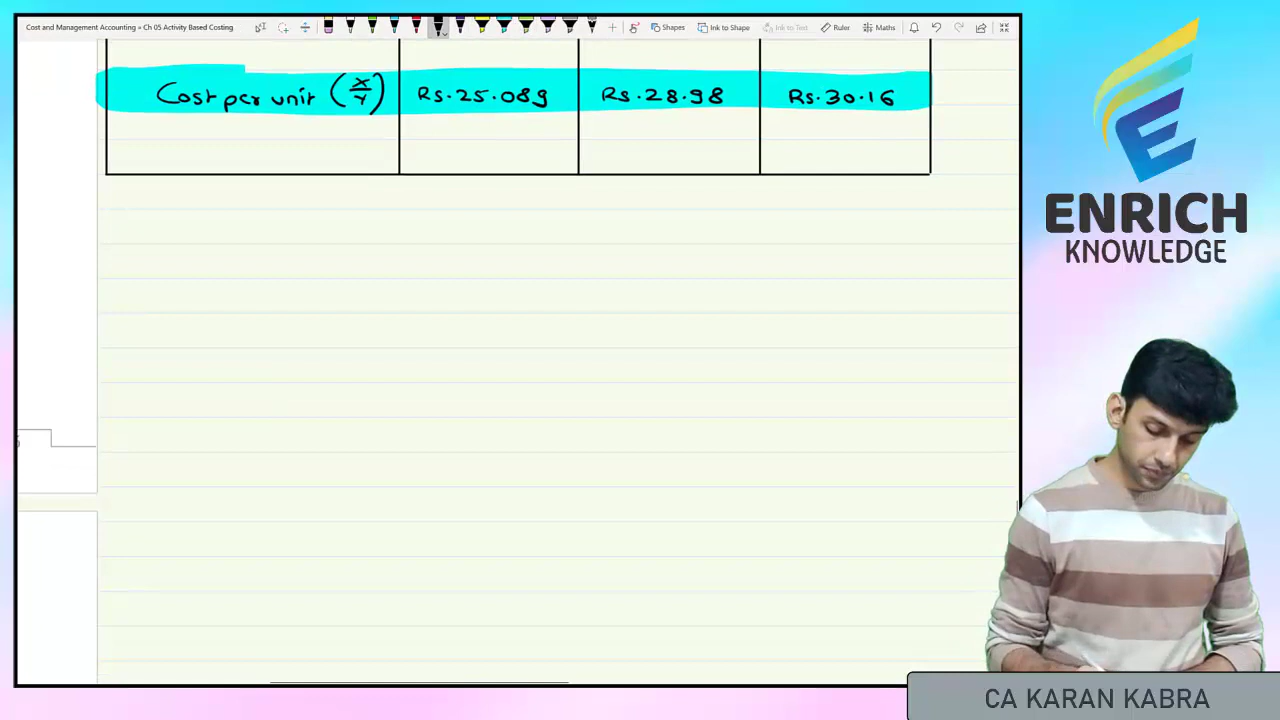 Cost and Management Accounting » Ch 05 Activity Based Costing
Shapes
Ink to Shape
Ink to Text
Ruler
Maths
Cost per unit (X/Y) Rs.25.089 Rs.28.98 Rs.30.16
ENRICH
KNOWLEDGE
CA KARAN KABRA